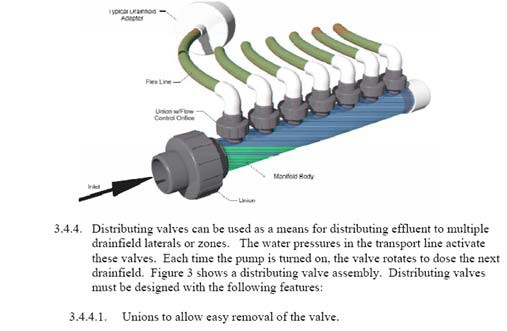 Typical Drainfield
Adapter
Flex Line
Union w/Flow
Control Orifice
Manifold Body
Inlet
Union
3.4.4. Distributing valves can be used as a means for distributing effluent to multiple
drainfield laterals or zones. The water pressures in the transport line activate
these valves. Each time the pump is turned on, the valve rotates to dose the next
drainfield. Figure 3 shows a distributing valve assembly. Distributing valves
must be designed with the following features:
3.4.4.1. Unions to allow easy removal of the valve.